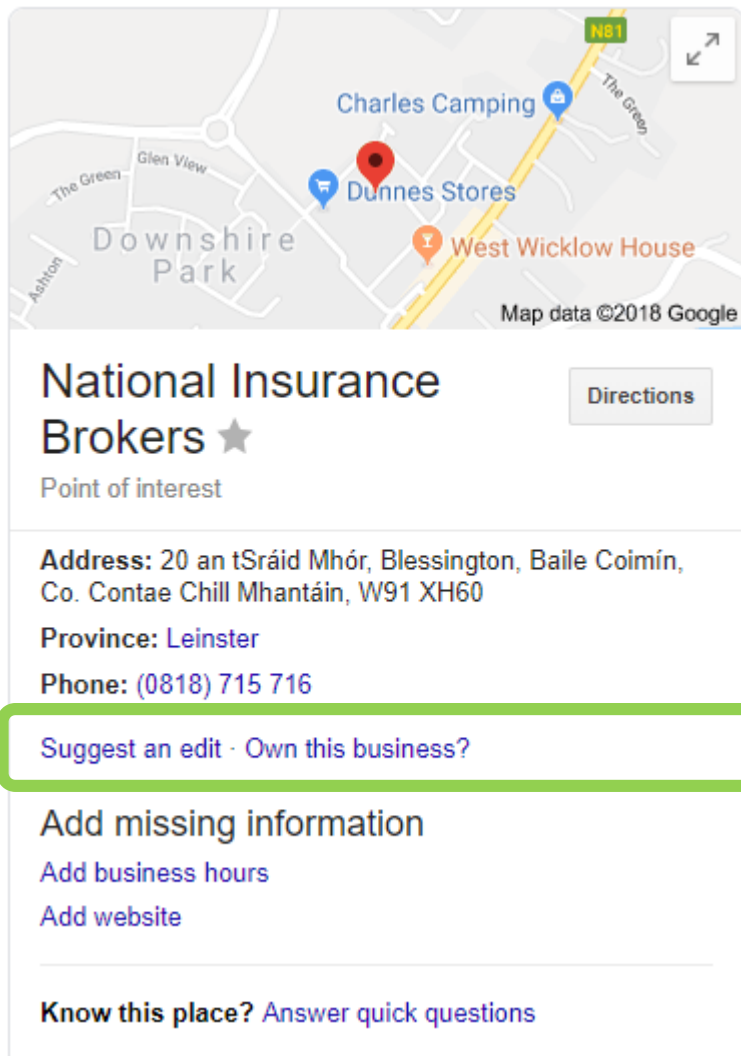 N81
Charles Camping
The Green
Glen View
The Green
Dunnes Stores
Downshire
Park
West Wicklow House
Ashton
Map data ©2018 Google
National Insurance
Brokers
Directions
Point of interest
Address: 20 an tSráid Mhór, Blessington, Baile Coimín,
Co. Contae Chill Mhantáin, W91 XH60
Province: Leinster
Phone: (0818) 715 716
Suggest an edit · Own this business?
Add missing information
Add business hours
Add website
Know this place? Answer quick questions